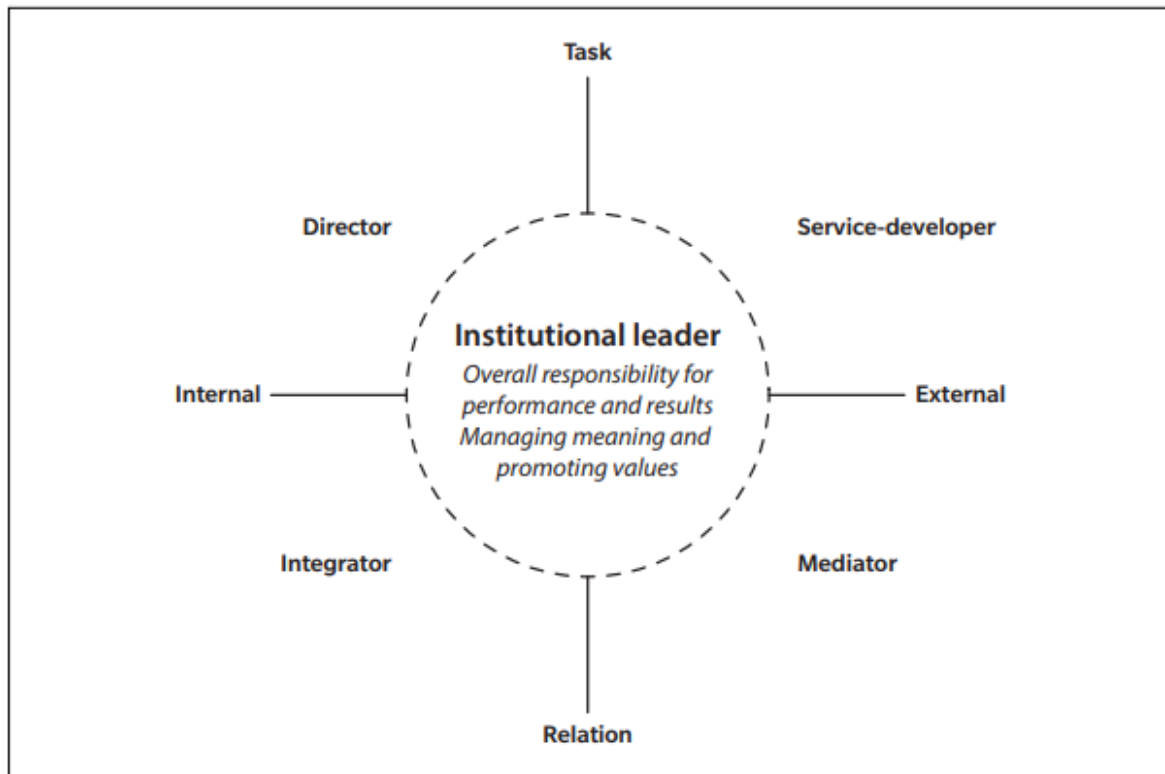 Task
Director
Service-developer
Institutional leader
Overall responsibility for
performance and results
Managing meaning and
promoting values
Internal
External
Integrator
Mediator
Relation